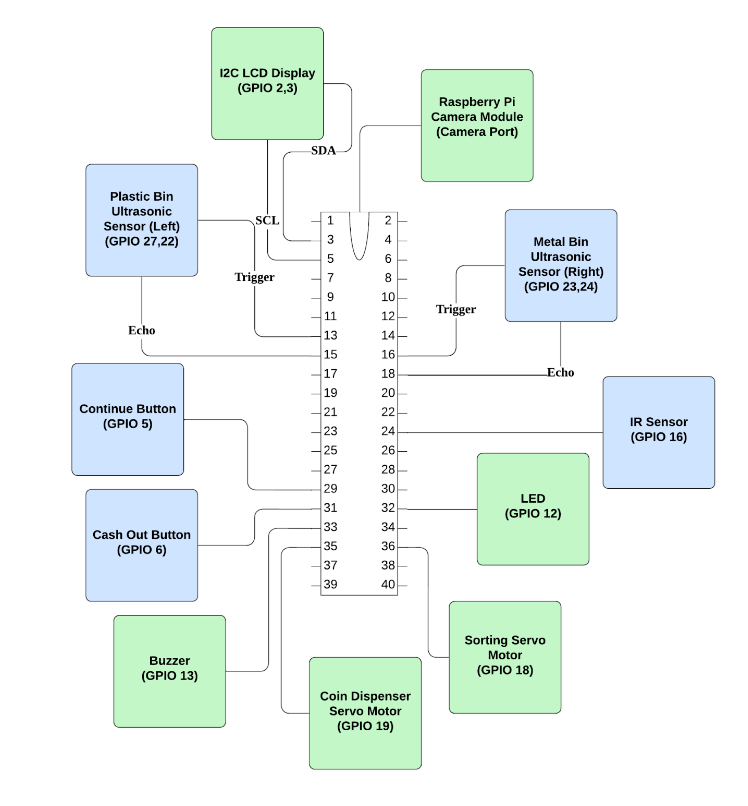 I2C LCD Display
(GPIO 2,3)
Raspberry Pi
Camera Module
(Camera Port)
SDA
Plastic Bin
Ultrasonic
Sensor (Left)
(GPIO 27,22)
SCL
Metal Bin
Ultrasonic
Sensor (Right)
(GPIO 23,24)
Trigger
Trigger
Echo
Echo
1 2
3 4
5 6
7 8
9 10
11 12
13 14
15 16
17 18
19 20
21 22
23 24
25 26
27 28
29 30
31 32
33 34
35 36
37 38
39 40
Continue Button
(GPIO 5)
IR Sensor
(GPIO 16)
LED
(GPIO 12)
Cash Out Button
(GPIO 6)
Buzzer
(GPIO 13)
Sorting Servo
Motor
(GPIO 18)
Coin Dispenser
Servo Motor
(GPIO 19)